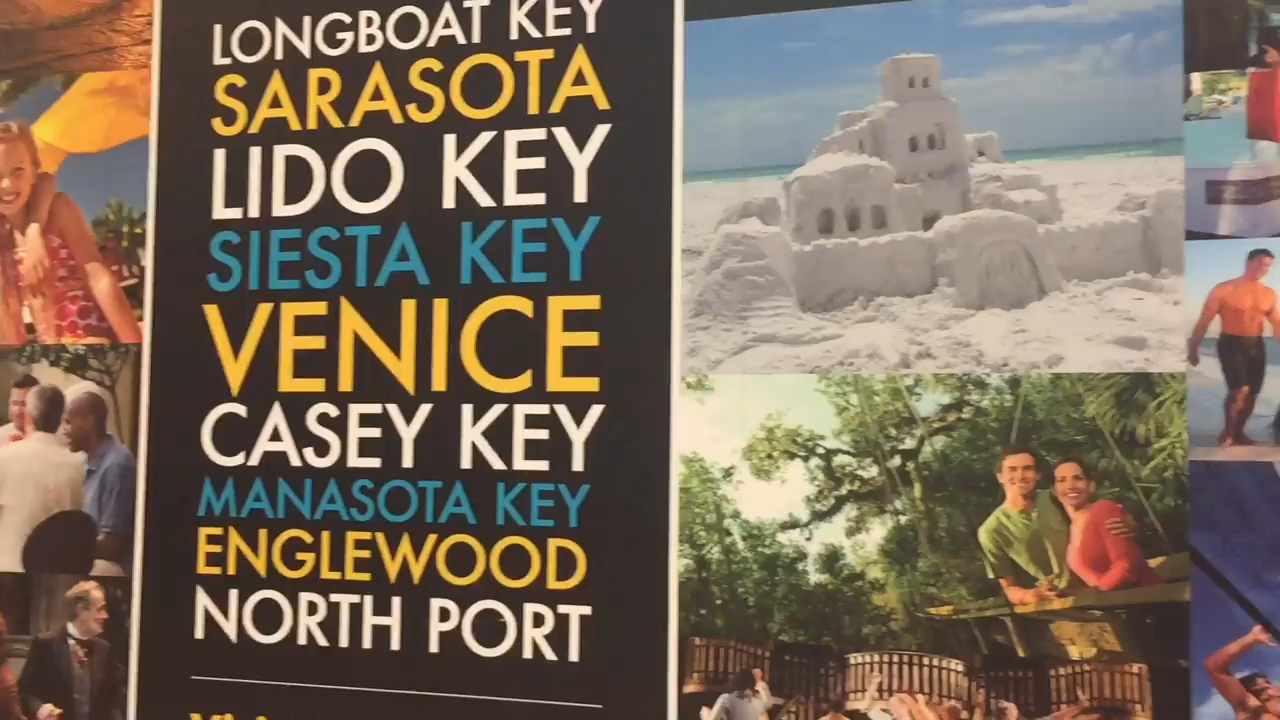 LONGBOAT KEY
SARASOTA
LIDO KEY
SIESTA KEY
VENICE
CASEY KEY
MANASOTA KEY
ENGLEWOOD
NORTH PORT